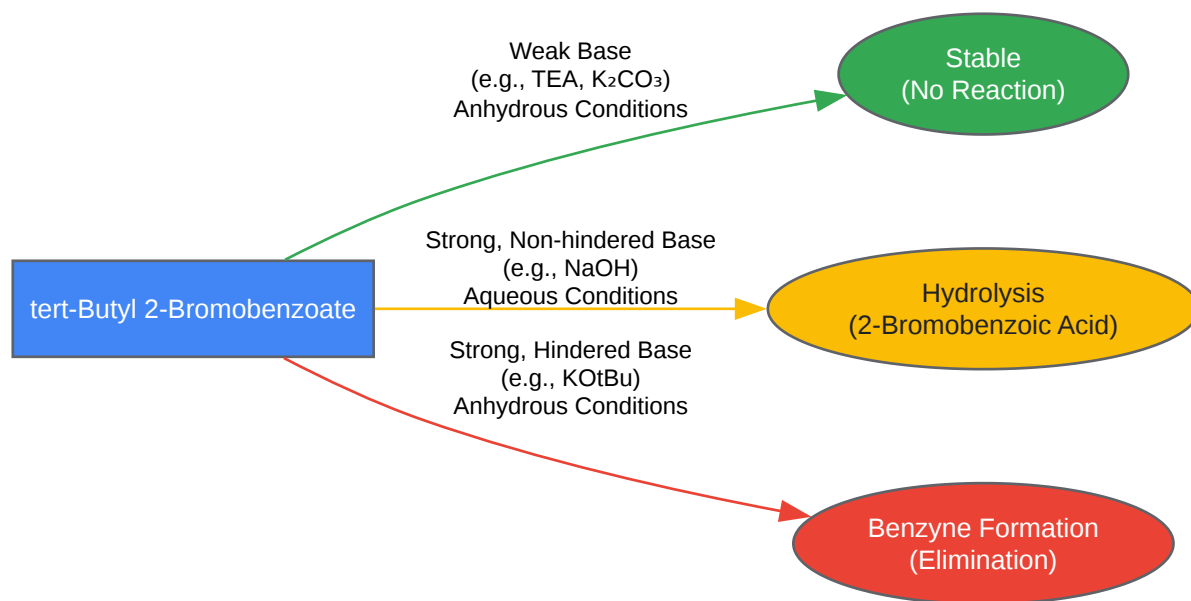 Weak Base
(e.g., TEA, K₂CO₃)
Anhydrous Conditions
Stable
(No Reaction)
tert-Butyl 2-Bromobenzoate
Strong, Non-hindered Base
(e.g., NaOH)
Aqueous Conditions
Hydrolysis
(2-Bromobenzoic Acid)
Strong, Hindered Base
(e.g., KOtBu)
Anhydrous Conditions
Benzyne Formation
(Elimination)